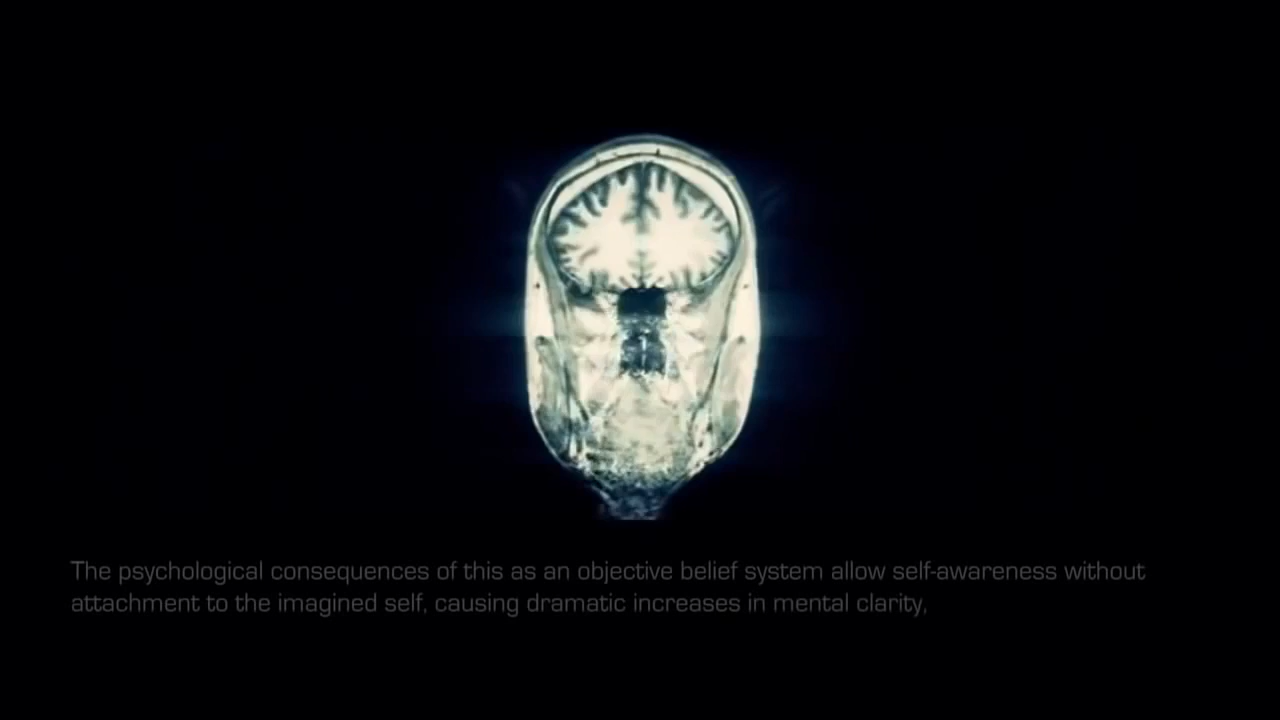 The psychological consequences of this as an objective belief system allow self-awareness without
attachment to the imagined self, causing dramatic increases in mental clarity,